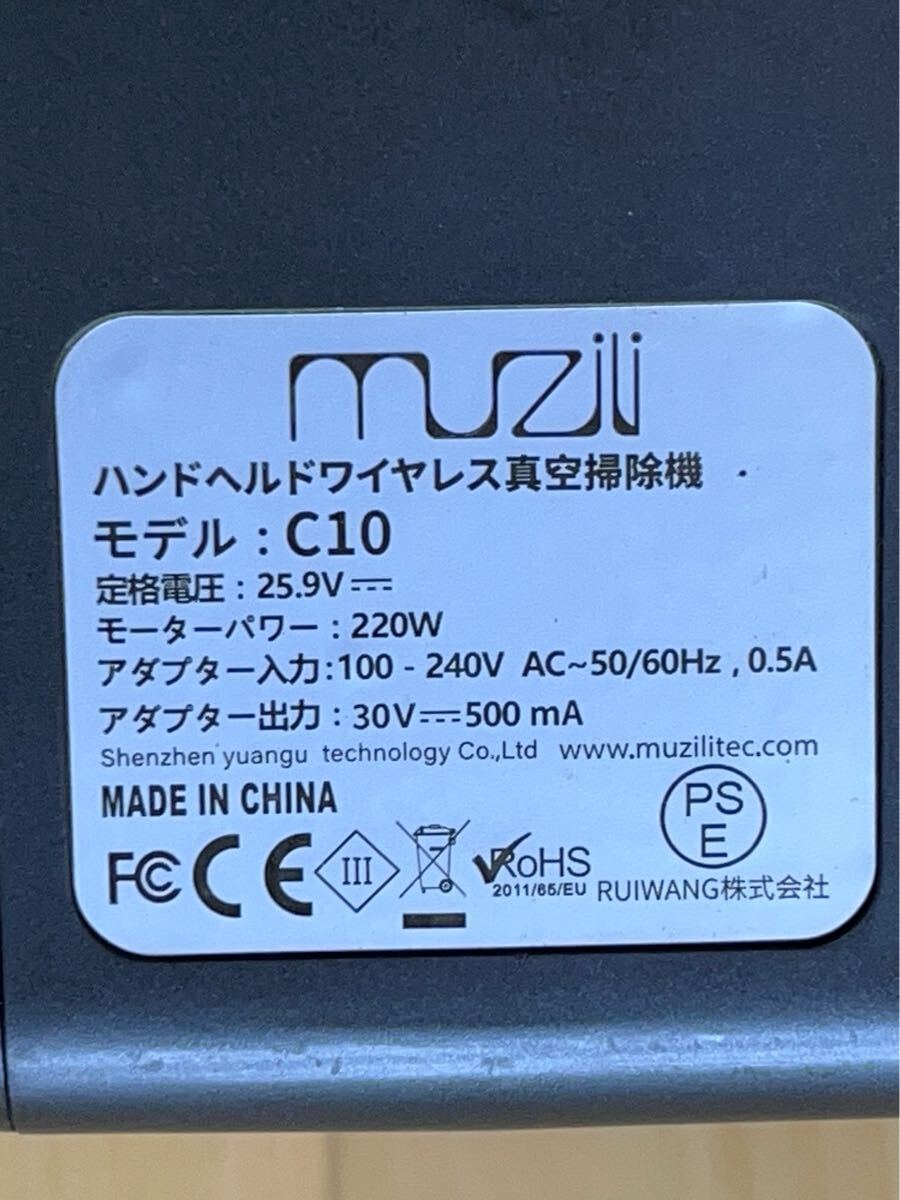 muzili
ハンドヘルドワイヤレス真空掃除機 ・
モデル : C10
定格電圧 : 25.9V⎓
モーターパワー : 220W
アダプター入力:100 - 240V AC~50/60Hz , 0.5A
アダプター出力 : 30V⎓500 mA
Shenzhen yuangu technology Co.,Ltd www.muzilitec.com
MADE IN CHINA
PS
E
FC CE III RoHS
2011/65/EU RUIWANG株式会社